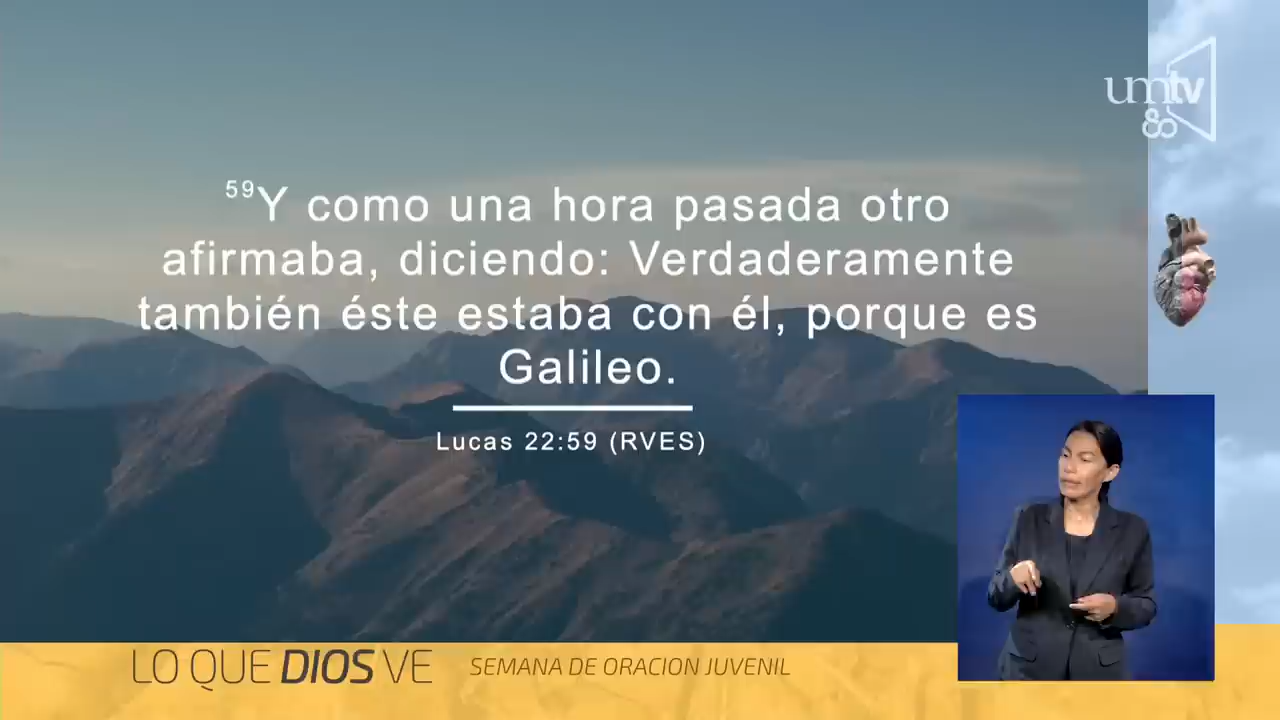 umtv
80
59Y como una hora pasada otro
afirmaba, diciendo: Verdaderamente
también éste estaba con él, porque es
Galileo.
Lucas 22:59 (RVES)
LO QUE DIOS VE
SEMANA DE ORACION JUVENIL